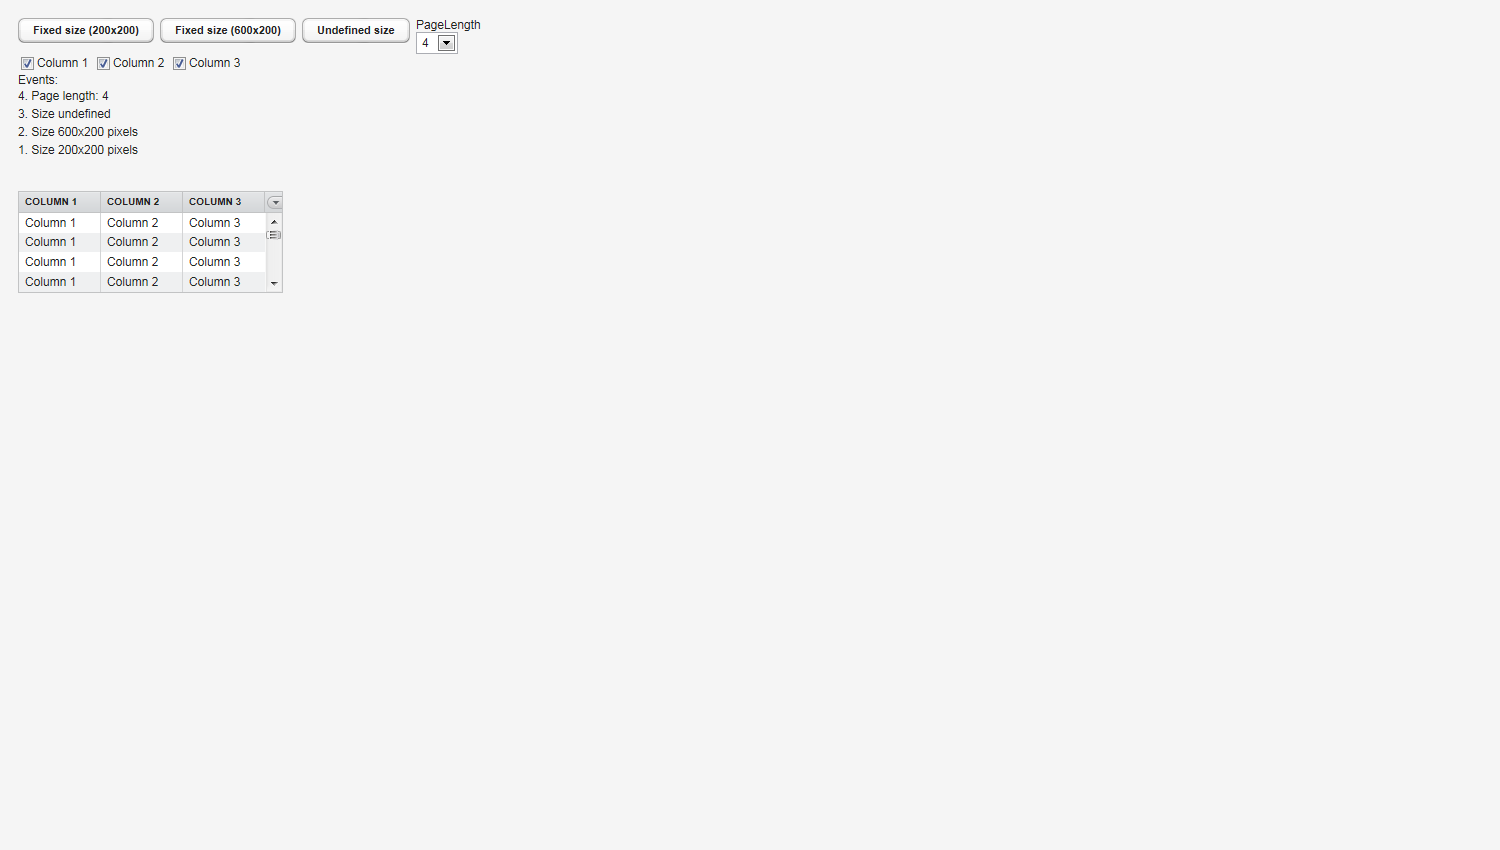 Fixed size (200x200) Fixed size (600x200) Undefined size PageLength
4
Column 1 Column 2 Column 3
Events:
4. Page length: 4
3. Size undefined
2. Size 600x200 pixels
1. Size 200x200 pixels
COLUMN 1 COLUMN 2 COLUMN 3
Column 1 Column 2 Column 3
Column 1 Column 2 Column 3
Column 1 Column 2 Column 3
Column 1 Column 2 Column 3